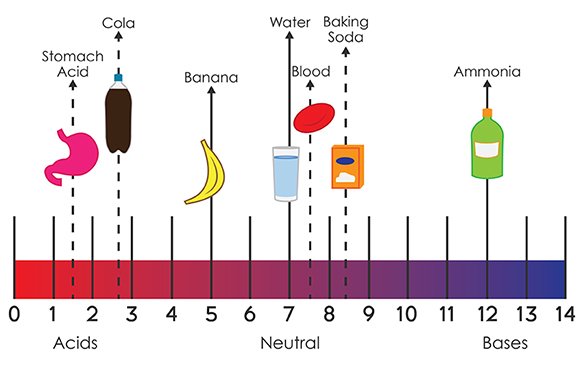 Cola
Water
Baking
Soda
Stomach
Acid
Banana
Blood
Ammonia
0 1 2 3 4 5 6 7 8 9 10 11 12 13 14
Acids Neutral Bases